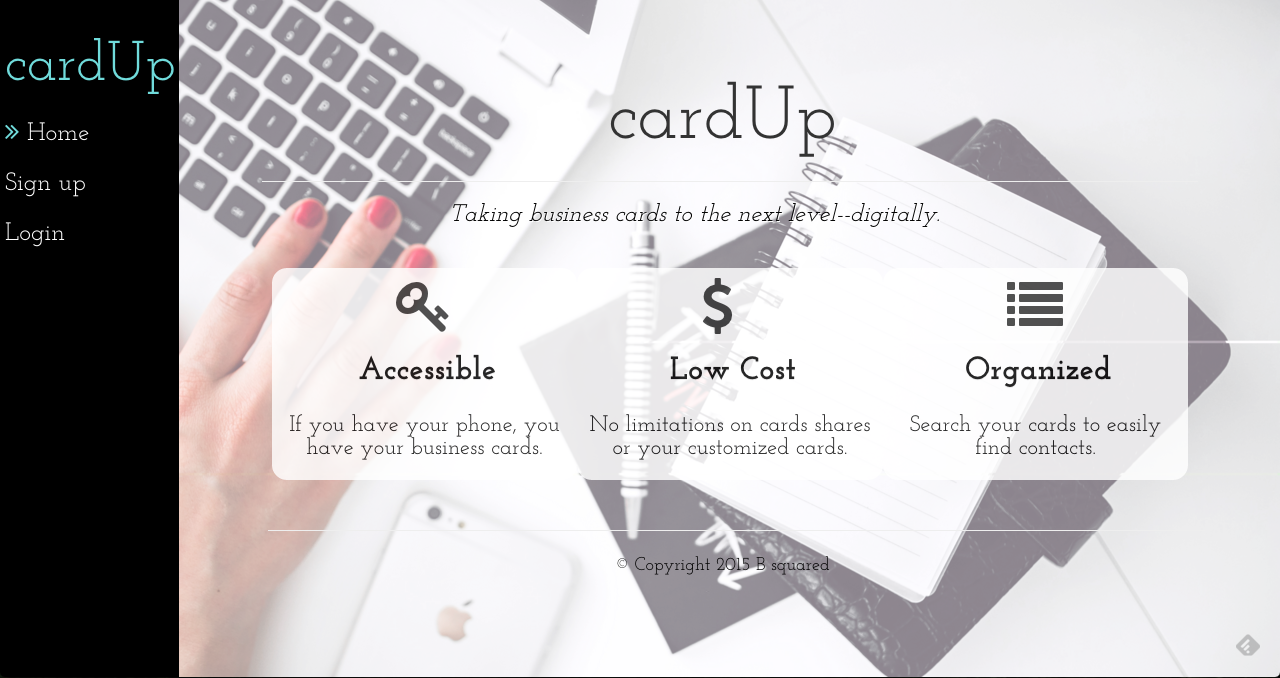 cardUp
Home
Sign up
Login
cardUp
Taking business cards to the next level--digitally.
Accessible
If you have your phone, you
have your business cards.
Low Cost
No limitations on cards shares
or your customized cards.
Organized
Search your cards to easily
find contacts.
© Copyright 2015 B squared